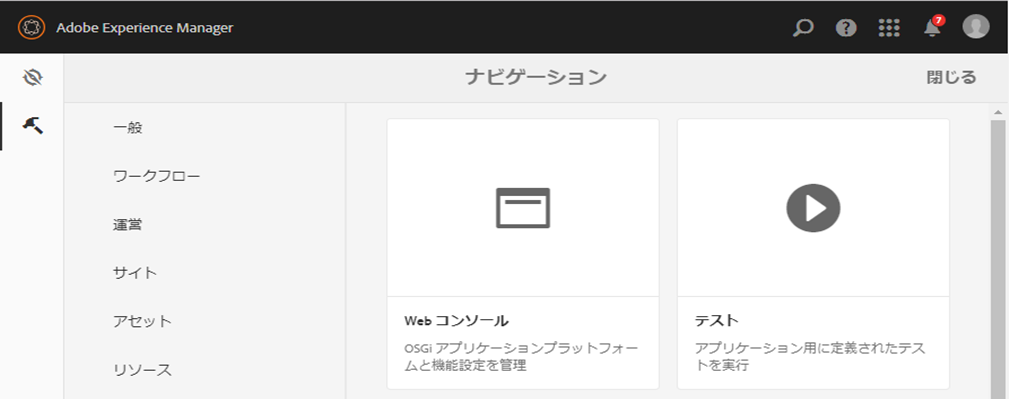 Adobe Experience Manager
7
ナビゲーション
閉じる
一般
ワークフロー
運営
サイト
アセット
リソース
Web コンソール
OSGi アプリケーションプラットフォー
ムと機能設定を管理
テスト
アプリケーション用に定義されたテス
トを実行